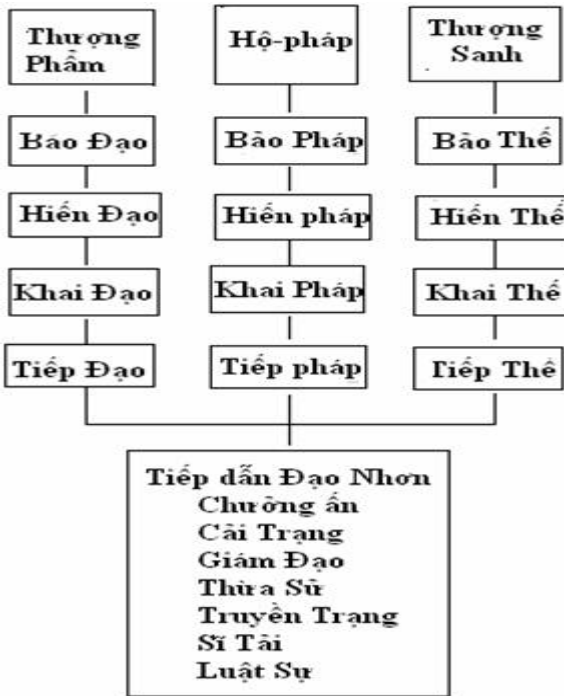 Thượng
Phẩm
Hộ-pháp
Thượng
Sanh
Bảo Đạo
Bảo Pháp
Bảo Thế
Hiến Đạo
Hiến pháp
Hiến Thế
Khai Đạo
Khai Pháp
Khai Thế
Tiếp Đạo
Tiếp pháp
Tiếp Thế
Tiếp dẫn Đạo Nhơn
Chưởng ấn
Cải Trạng
Giám Đạo
Thừa Sử
Truyền Trạng
Sĩ Tải
Luật Sự